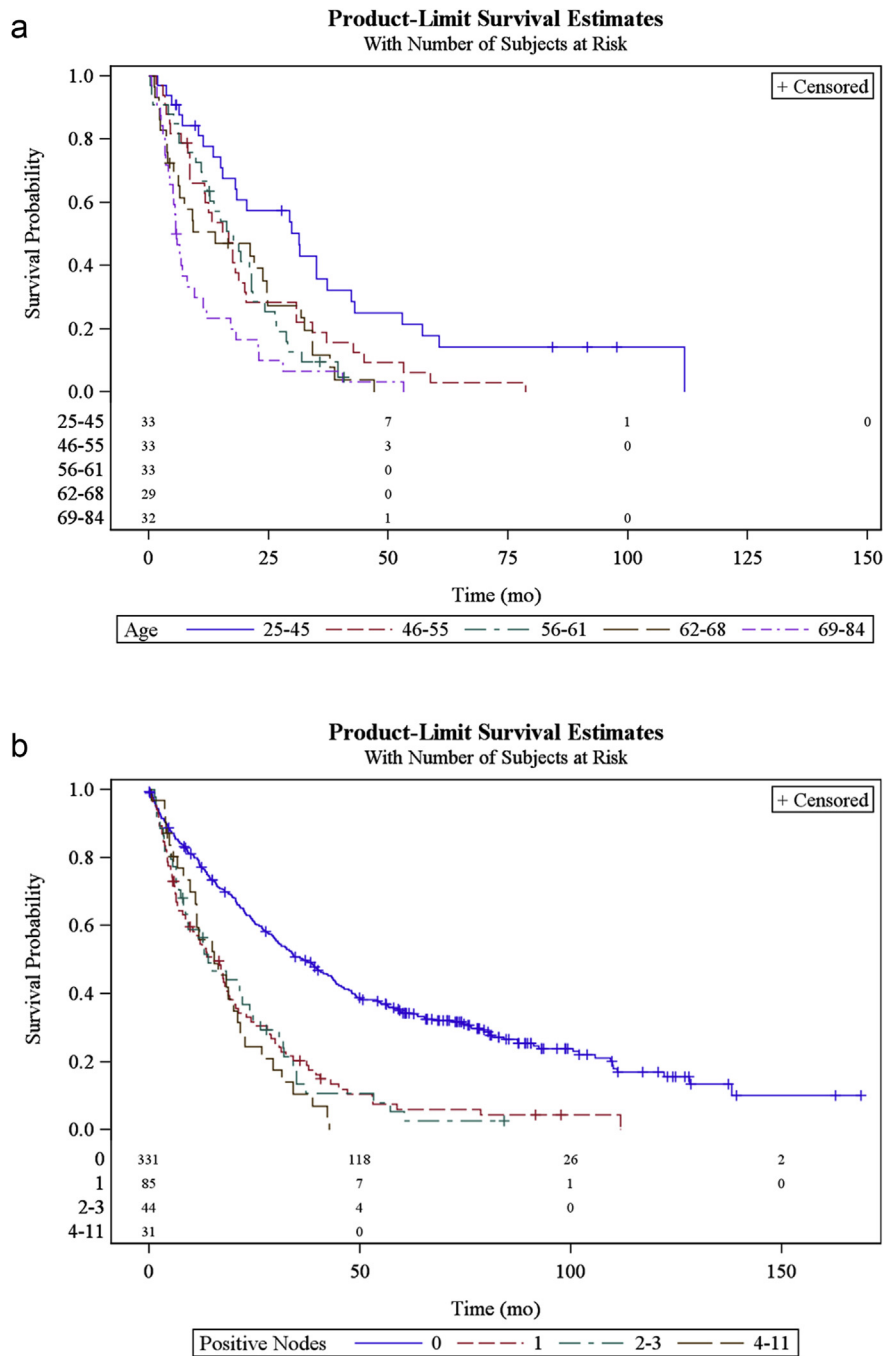 a
Product-Limit Survival Estimates
With Number of Subjects at Risk
+ Censored
Survival Probability
1.0
0.8
0.6
0.4
0.2
0.0
25-45 33 7 1 0
46-55 33 3 0
56-61 33 0
62-68 29 0
69-84 32 1 0
0 25 50 75 100 125 150
Time (mo)
Age 25-45 46-55 56-61 62-68 69-84
b
Product-Limit Survival Estimates
With Number of Subjects at Risk
+ Censored
Survival Probability
1.0
0.8
0.6
0.4
0.2
0.0
0 331 118 26 2
1 85 7 1 0
2-3 44 4 0
4-11 31 0
0 50 100 150
Time (mo)
Positive Nodes 0 1 2-3 4-11